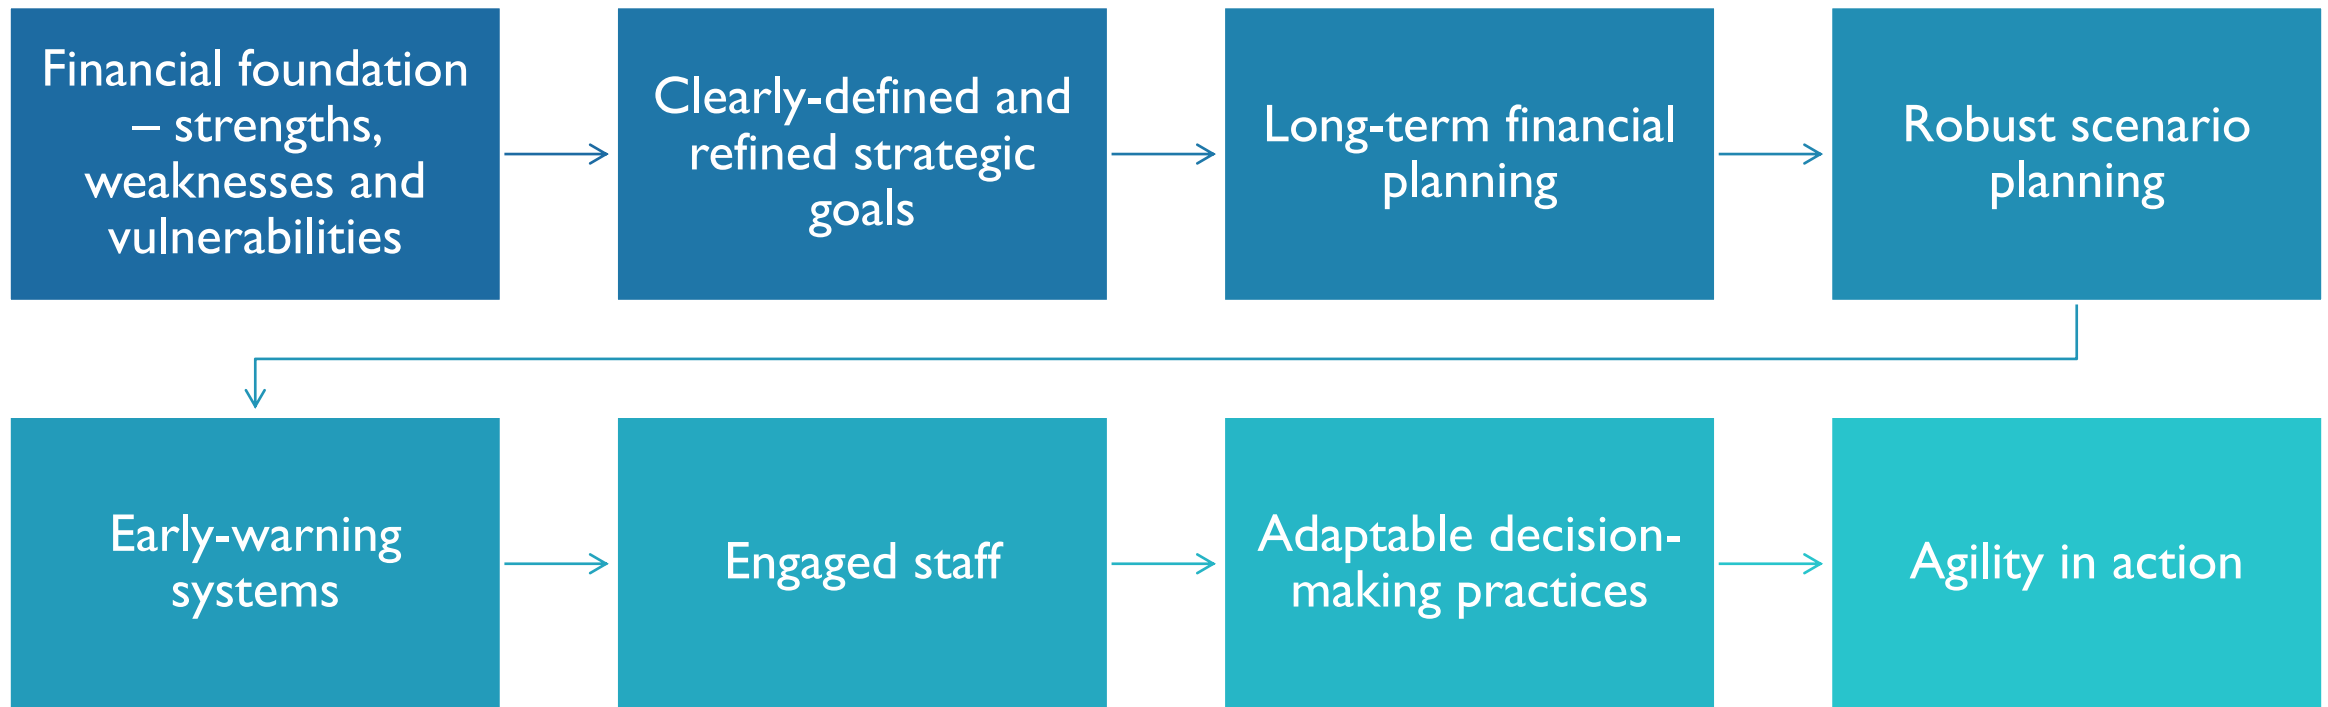 Financial foundation
– strengths,
weaknesses and
vulnerabilities
Clearly-defined and
refined strategic
goals
Long-term financial
planning
Robust scenario
planning
Early-warning
systems
Engaged staff
Adaptable decision-
making practices
Agility in action